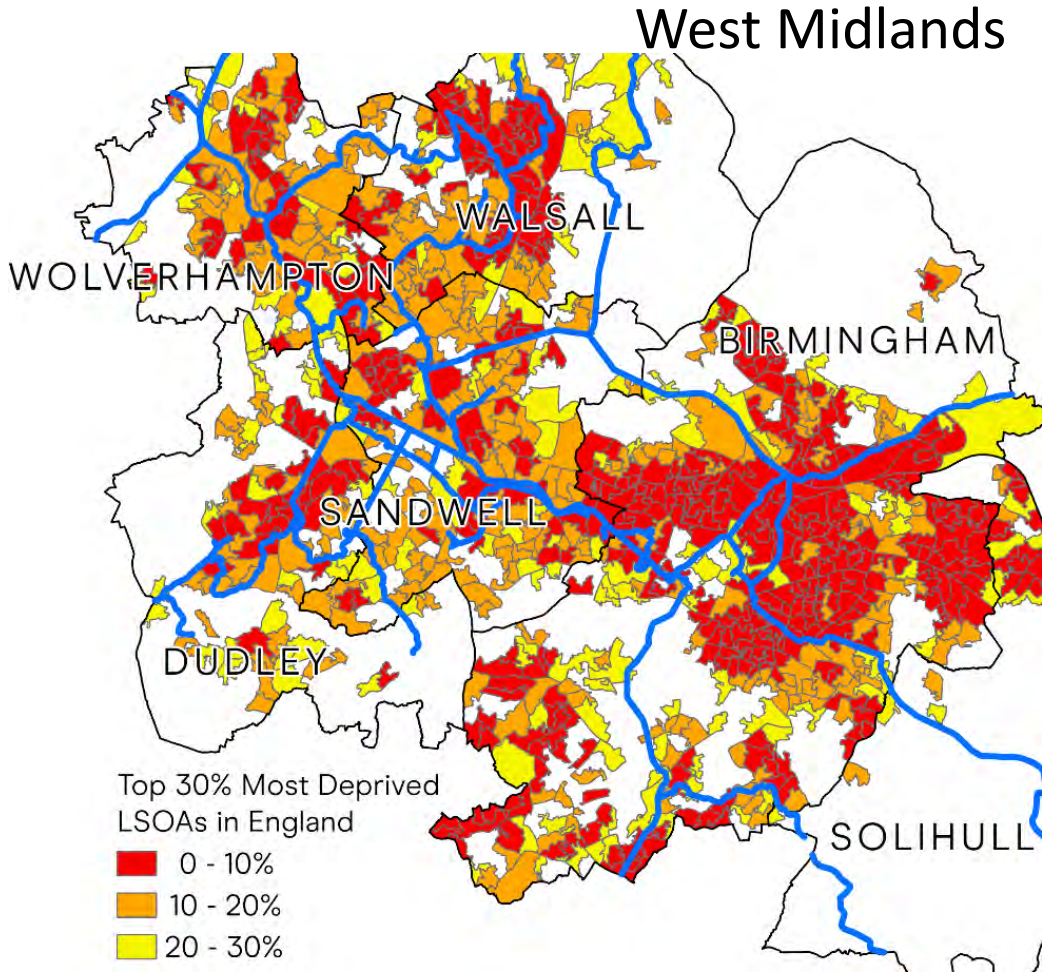 West Midlands
WALSALL
WOLVERHAMPTON
BIRMINGHAM
SANDWELL
DUDLEY
Top 30% Most Deprived
LSOAs in England
0 - 10%
10 - 20%
20 - 30%
SOLIHULL